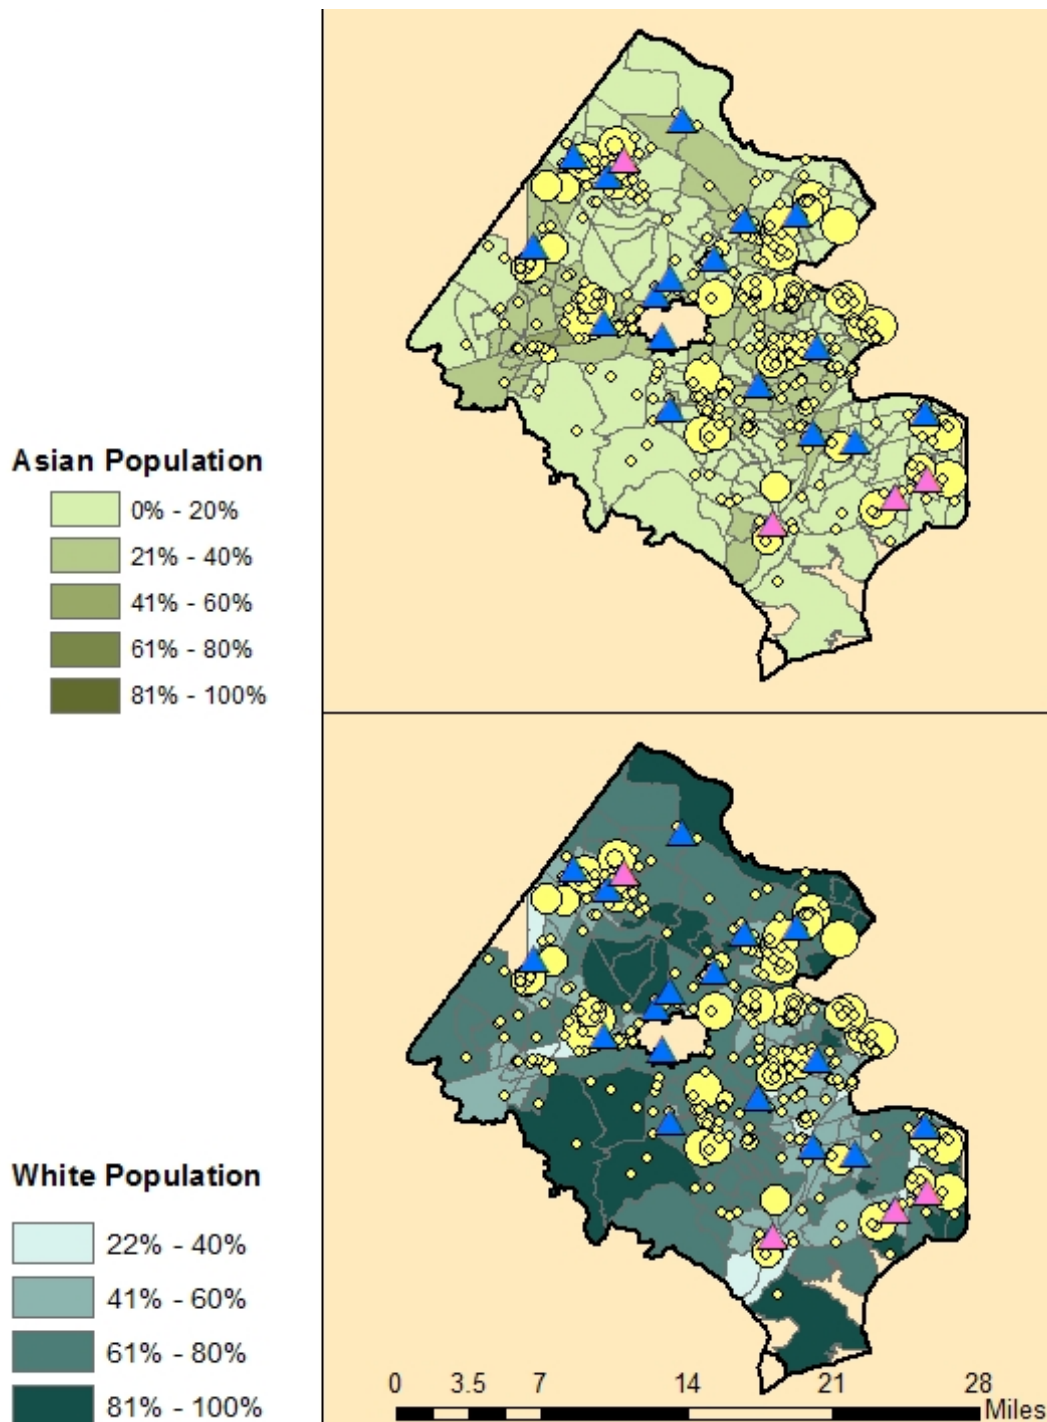 Asian Population
0% - 20%
21% - 40%
41% - 60%
61% - 80%
81% - 100%
White Population
22% - 40%
41% - 60%
61% - 80%
81% - 100%
0 3.5 7 14 21 28
Miles